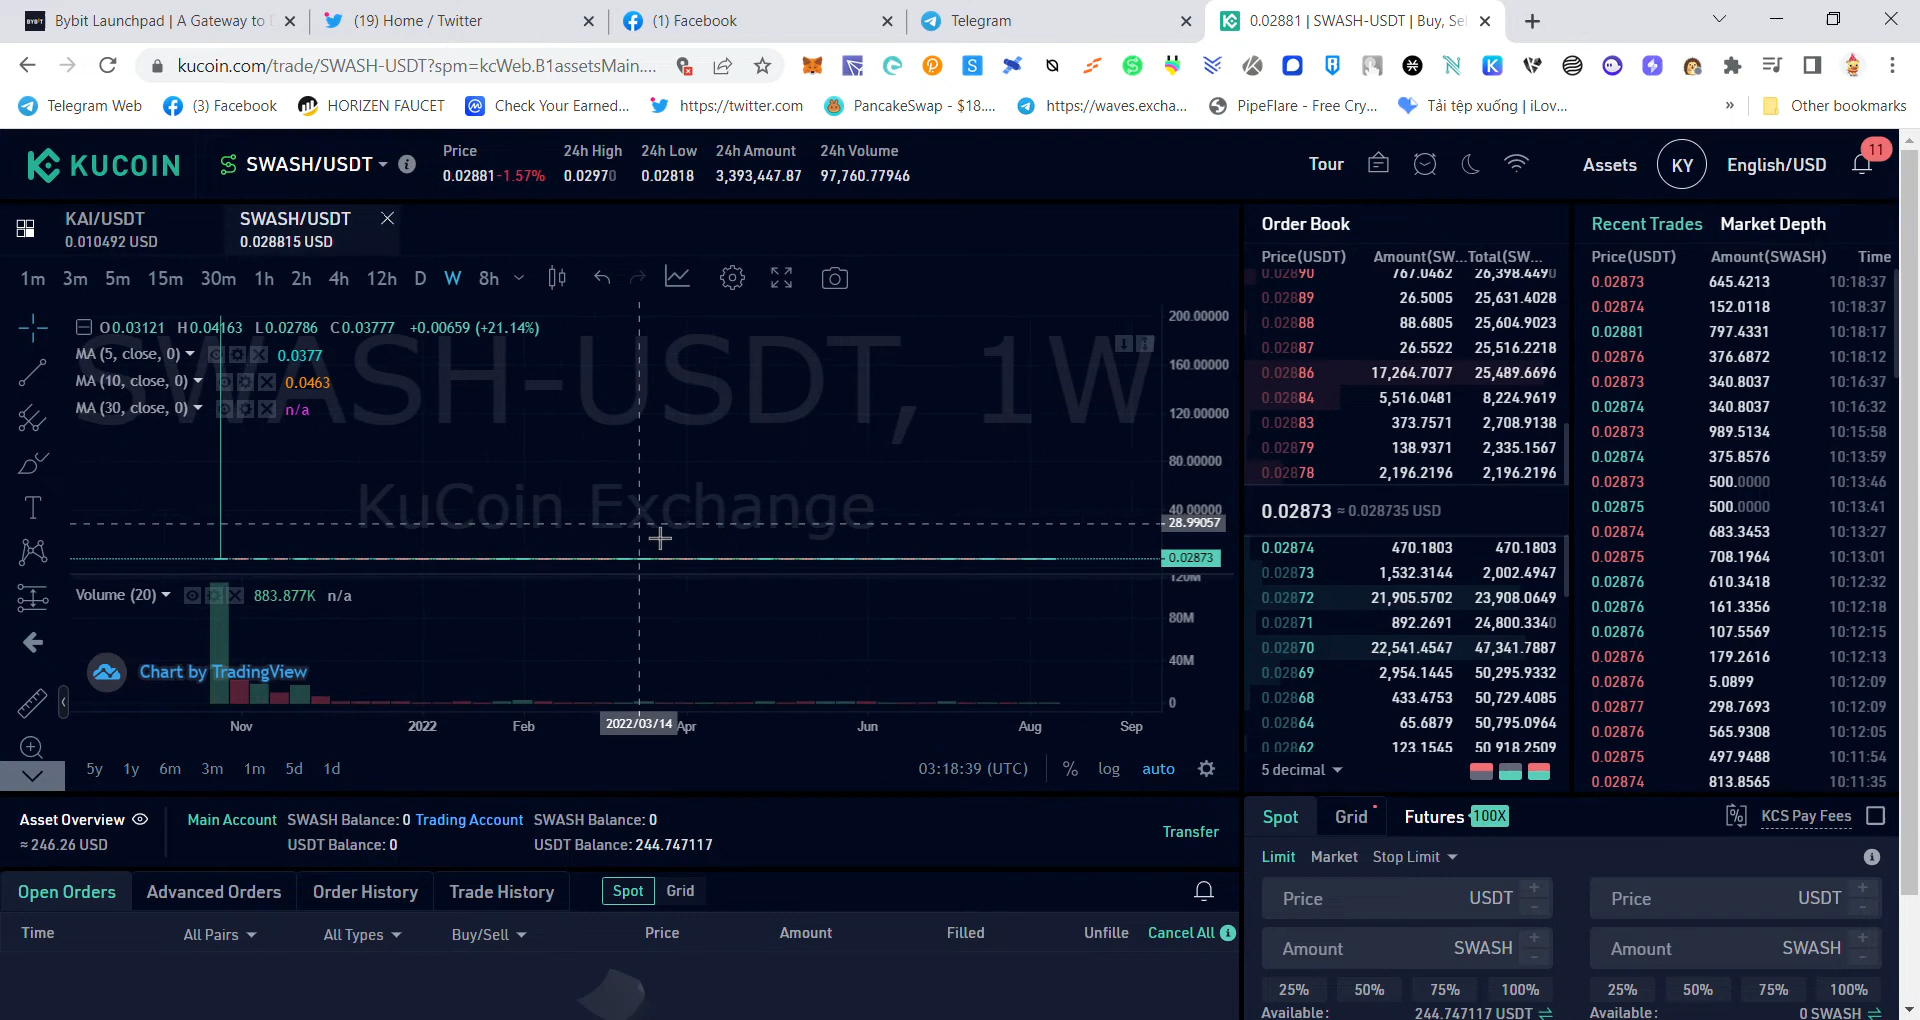 Bybit Launchpad | A Gateway to
(19) Home / Twitter
(1) Facebook
Telegram
0.02881 | SWASH-USDT | Buy, Se
kucoin.com/trade/SWASH-USDT?spm=kcWeb.B1assetsMain....
Telegram Web
(3) Facebook
HORIZEN FAUCET
Check Your Earned...
https://twitter.com
PancakeSwap - $18....
https://waves.excha...
PipeFlare - Free Cry...
Tải tệp xuống | iLov...
»
Other bookmarks
KUCOIN
SWASH/USDT
Price
0.02881 -1.57%
24h High
0.02970
24h Low
0.02818
24h Amount
3,393,447.87
24h Volume
97,760.77946
Tour
Assets
KY
English/USD
11
KAI/USDT
0.010492 USD
SWASH/USDT
0.028815 USD
1m 3m 5m 15m 30m 1h 2h 4h 12h D W 8h
SWASH-USDT, 1W
KuCoin Exchange
O0.03121 H0.04163 L0.02786 C0.03777 +0.00659 (+21.14%)
MA (5, close, 0) 0.0377
MA (10, close, 0) 0.0463
MA (30, close, 0) n/a
200.00000
160.00000
120.00000
80.00000
40.00000
28.99057
0.02873
Volume (20) 883.877K n/a
120M
80M
40M
0
Chart by TradingView
Nov 2022 Feb 2022/03/14 Apr Jun Aug Sep
5y 1y 6m 3m 1m 5d 1d
03:18:39 (UTC) % log auto
Order Book
Price(USDT) Amount(SW... Total(SW...
0.02890 767.0462 26,398.4490
0.02889 26.5005 25,631.4028
0.02888 88.6805 25,604.9023
0.02887 26.5522 25,516.2218
0.02886 17,264.7077 25,489.6696
0.02884 5,516.0481 8,224.9619
0.02883 373.7571 2,708.9138
0.02879 138.9371 2,335.1567
0.02878 2,196.2196 2,196.2196
0.02873 ≈ 0.028735 USD
0.02874 470.1803 470.1803
0.02873 1,532.3144 2,002.4947
0.02872 21,905.5702 23,908.0649
0.02871 892.2691 24,800.3340
0.02870 22,541.4547 47,341.7887
0.02869 2,954.1445 50,295.9332
0.02868 433.4753 50,729.4085
0.02864 65.6879 50,795.0964
0.02862 123.1545 50,918.2509
5 decimal
Recent Trades Market Depth
Price(USDT) Amount(SWASH) Time
0.02873 645.4213 10:18:37
0.02874 152.0118 10:18:37
0.02881 797.4331 10:18:17
0.02876 376.6872 10:18:12
0.02873 340.8037 10:16:37
0.02874 340.8037 10:16:32
0.02873 989.5134 10:15:58
0.02874 375.8576 10:13:59
0.02873 500.0000 10:13:46
0.02875 500.0000 10:13:41
0.02874 683.3453 10:13:27
0.02875 708.1964 10:13:01
0.02876 610.3418 10:12:32
0.02876 161.3356 10:12:18
0.02876 107.5569 10:12:15
0.02876 179.2616 10:12:13
0.02876 5.0899 10:12:09
0.02877 298.7693 10:12:09
0.02876 565.9308 10:12:05
0.02875 497.9488 10:11:54
0.02874 813.8565 10:11:35
Asset Overview
≈ 246.26 USD
Main Account SWASH Balance: 0
USDT Balance: 0
Trading Account SWASH Balance: 0
USDT Balance: 244.747117
Transfer
Open Orders Advanced Orders Order History Trade History Spot Grid
Time All Pairs All Types Buy/Sell Price Amount Filled Unfille Cancel All
Spot Grid Futures 100X
KCS Pay Fees
Limit Market Stop Limit
Price USDT
Price USDT
Amount SWASH
Amount SWASH
25% 50% 75% 100%
25% 50% 75% 100%
Available: 244.747117 USDT
Available: 0 SWASH